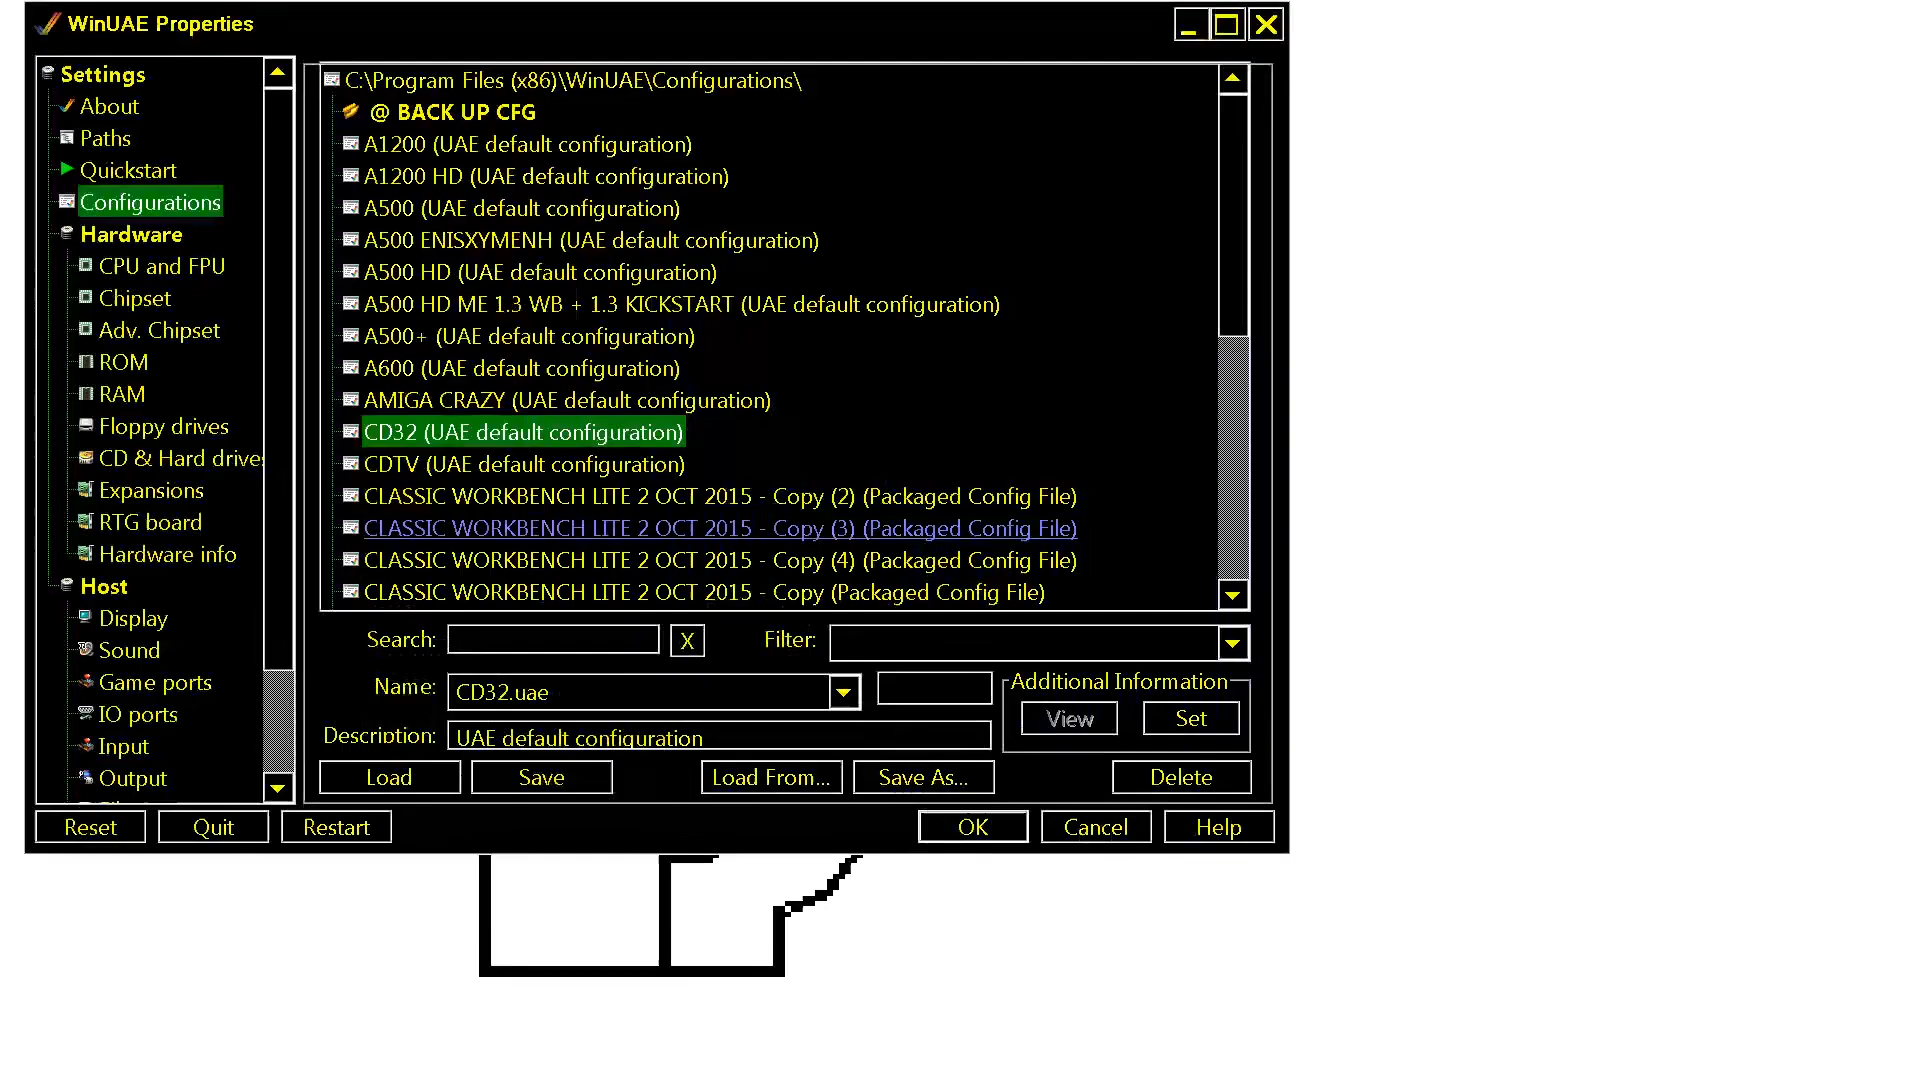 WinUAE Properties
Settings
About
Paths
Quickstart
Configurations
Hardware
CPU and FPU
Chipset
Adv. Chipset
ROM
RAM
Floppy drives
CD & Hard drives
Expansions
RTG board
Hardware info
Host
Display
Sound
Game ports
IO ports
Input
Output
C:\Program Files (x86)\WinUAE\Configurations\
@ BACK UP CFG
A1200 (UAE default configuration)
A1200 HD (UAE default configuration)
A500 (UAE default configuration)
A500 ENISXYMENH (UAE default configuration)
A500 HD (UAE default configuration)
A500 HD ME 1.3 WB + 1.3 KICKSTART (UAE default configuration)
A500+ (UAE default configuration)
A600 (UAE default configuration)
AMIGA CRAZY (UAE default configuration)
CD32 (UAE default configuration)
CDTV (UAE default configuration)
CLASSIC WORKBENCH LITE 2 OCT 2015 - Copy (2) (Packaged Config File)
CLASSIC WORKBENCH LITE 2 OCT 2015 - Copy (3) (Packaged Config File)
CLASSIC WORKBENCH LITE 2 OCT 2015 - Copy (4) (Packaged Config File)
CLASSIC WORKBENCH LITE 2 OCT 2015 - Copy (Packaged Config File)
Search: X Filter:
Name: CD32.uae
Additional Information
View Set
Description: UAE default configuration
Load Save Load From... Save As... Delete
Reset Quit Restart OK Cancel Help